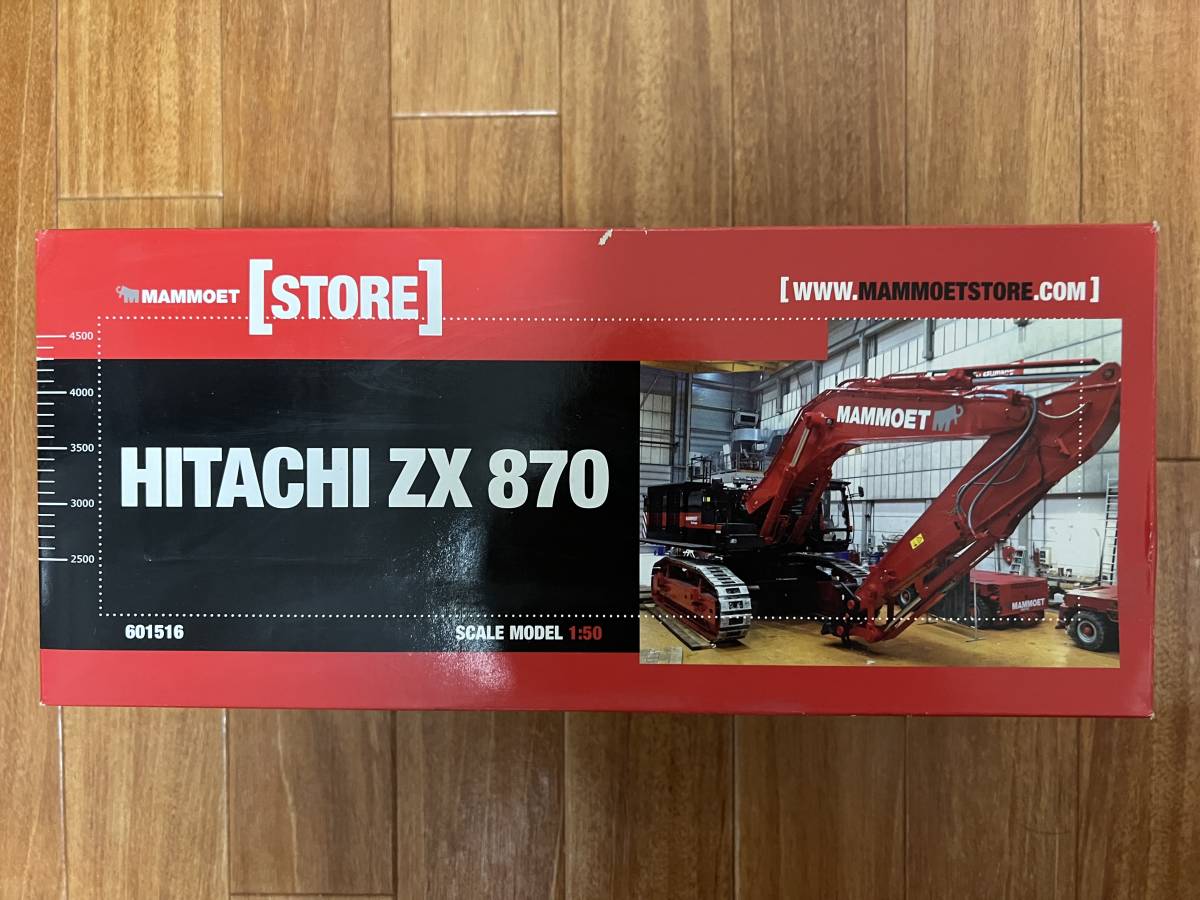 MAMMOET [STORE]
[WWW.MAMMOETSTORE.COM]
4500
4000
3500
3000
2500
HITACHI ZX 870
601516
SCALE MODEL 1:50
MAMMOET
MAMMOET